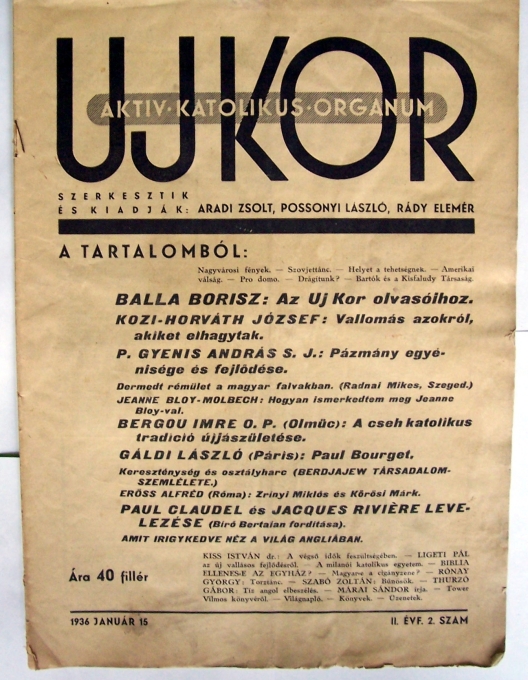 UJ KOR
AKTIV·KATOLIKUS·ORGANUM
SZERKESZTIK
ÉS KIADJÁK: ARADI ZSOLT, POSSONYI LÁSZLÓ, RÁDY ELEMÉR
A TARTALOMBÓL:
Nagyvárosi fények. — Szovjettánc. — Helyet a tehetségnek. — Amerikai
válság. — Pro domo. — Drágítunk? — Bartók és a Kisfaludy Társaság.
BALLA BORISZ: Az Uj Kor olvasóihoz.
KOZI-HORVÁTH JÓZSEF: Vallomás azokról,
akiket elhagytak.
P. GYENIS ANDRÁS S. J.: Pázmány egyé-
nisége és fejlődése.
Dermedt rémület a magyar falvakban. (Radnai Mikes, Szeged.)
JEANNE BLOY-MOLBECH: Hogyan ismerkedtem meg Jeanne
Bloy-val.
BERGOU IMRE O. P. (Olmüc): A cseh katolikus
tradició újjászületése.
GÁLDI LÁSZLÓ (Páris): Paul Bourget.
Kereszténység és osztályharc (BERDJAJEW TÁRSADALOM-
SZEMLÉLETE.)
ERŐSS ALFRÉD (Róma): Zrínyi Miklós és Kőrösi Márk.
PAUL CLAUDEL és JACQUES RIVIÈRE LEVE-
LEZÉSE (Biró Bertalan fordítása).
AMIT IRIGYKEDVE NÉZ A VILÁG ANGLIÁBAN.
KISS ISTVÁN dr.: A végső idők feszültségében. — LIGETI PÁL
az új vallásos fejlődésről. — A milánói katolikus egyetem. — BIBLIA
ELLENES-E AZ EGYHÁZ? — Magyar-e a cigányzene? — RÓNAY
GYÖRGY: Torgtánc. — SZABÓ ZOLTÁN: Bűnösök. — THURZÓ
GÁBOR: Tíz angol elbeszélés. — MÁRAI SÁNDOR írja. — Tower
Vilmos könyvéről. — Világnapló. — Könyvek. — Üzenetek.
Ára 40 fillér
1936 JANUÁR 15
II. ÉVF. 2. SZÁM